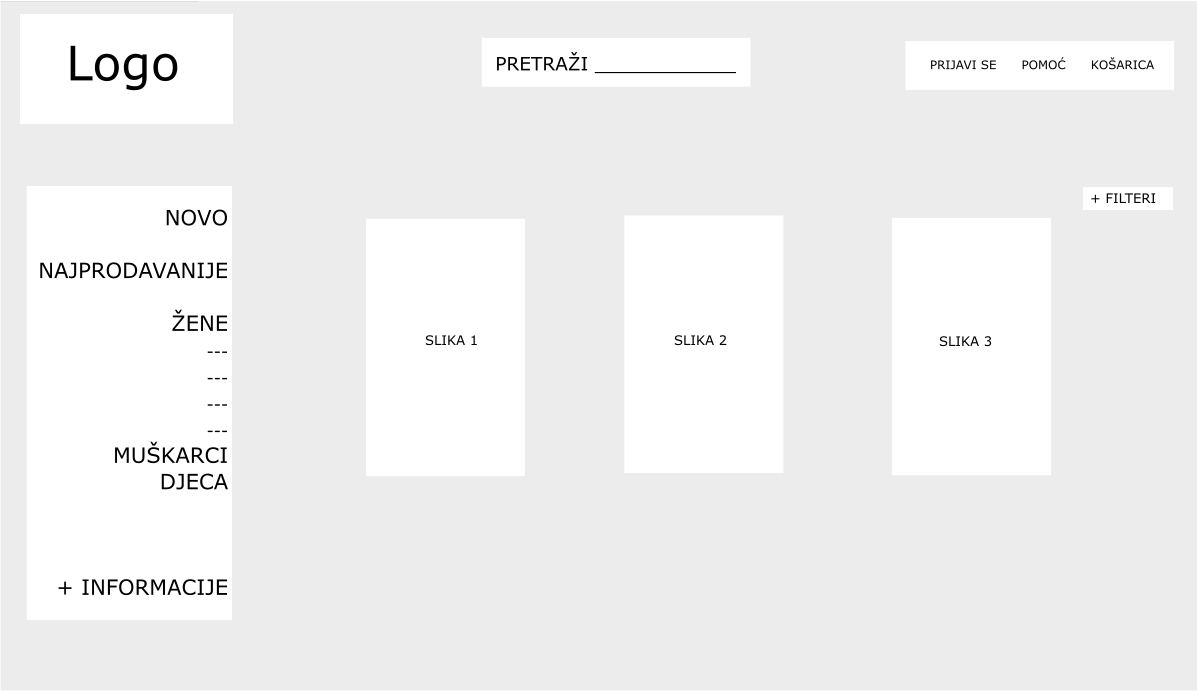 Logo
PRETRAŽI ______________
PRIJAVI SE POMOĆ KOŠARICA
NOVO
NAJPRODAVANIJE
ŽENE
---
---
---
---
MUŠKARCI
DJECA
+ INFORMACIJE
+ FILTERI
SLIKA 1
SLIKA 2
SLIKA 3